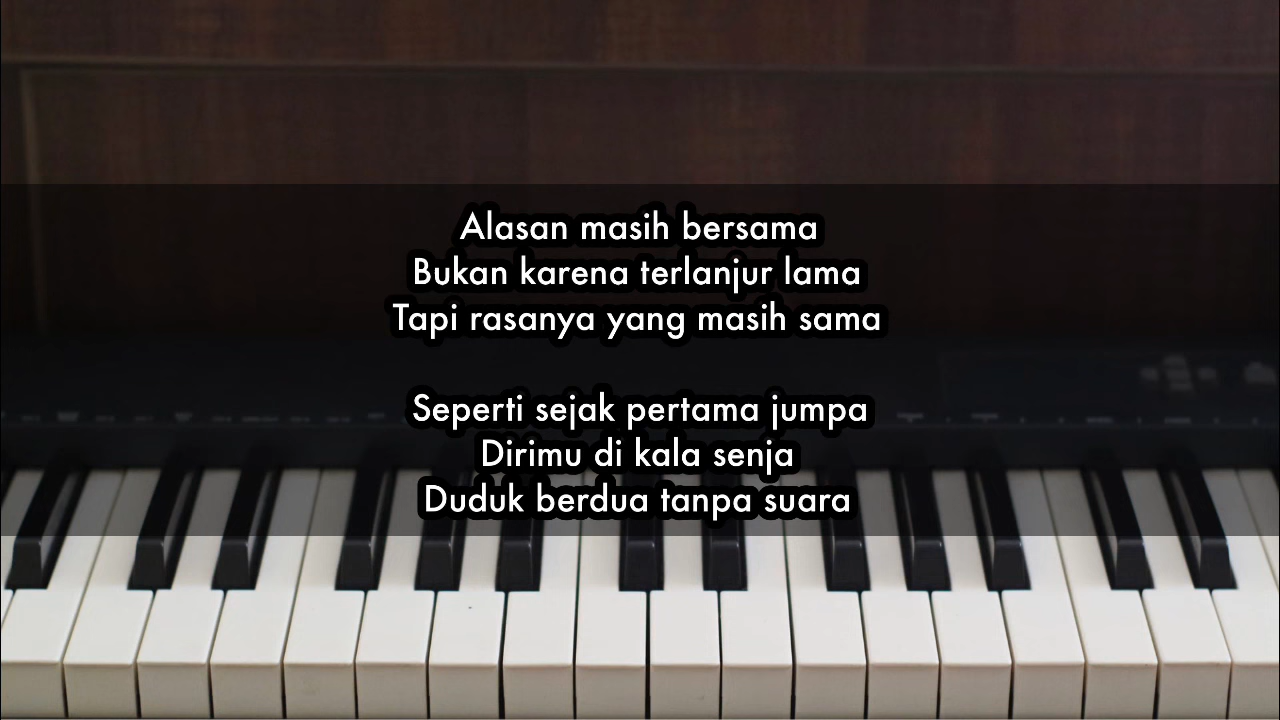 Alasan masih bersama
Bukan karena terlanjur lama
Tapi rasanya yang masih sama
Seperti sejak pertama jumpa
Dirimu di kala senja
Duduk berdua tanpa suara